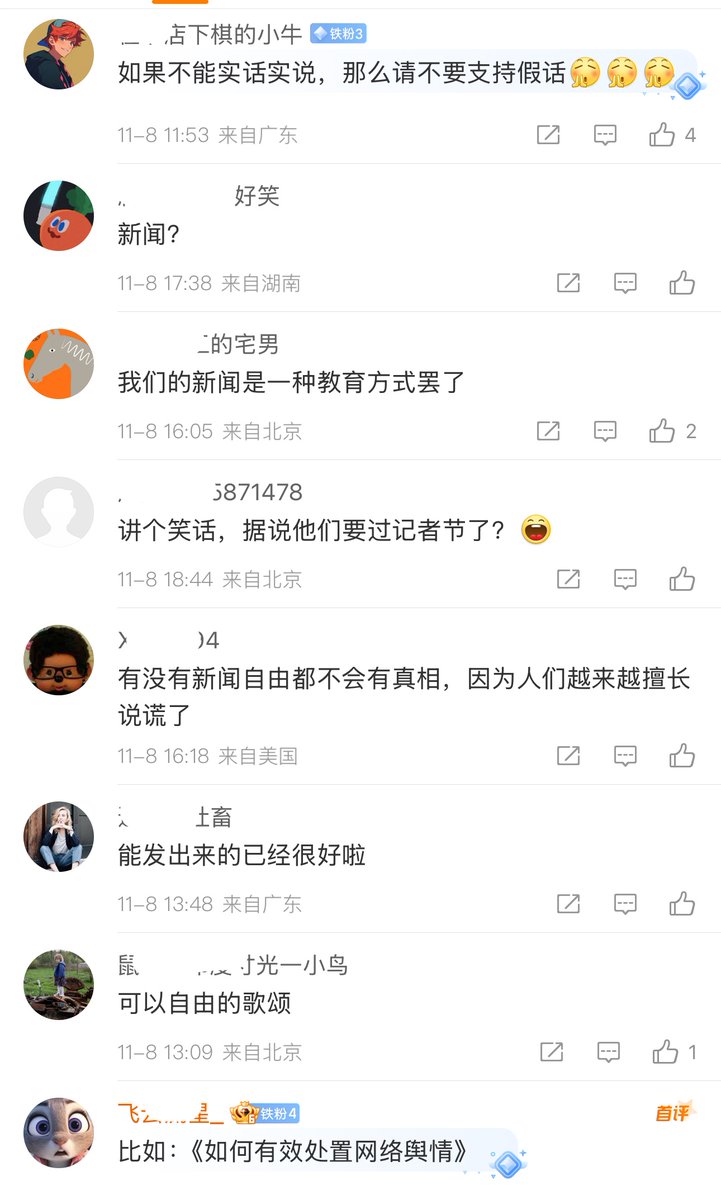 店下棋的小牛 铁粉3
如果不能实话实说，那么请不要支持假话
11-8 11:53 来自广东
4
好笑
新闻？
11-8 17:38 来自湖南
的宅男
我们的新闻是一种教育方式罢了
11-8 16:05 来自北京
2
5871478
讲个笑话，据说他们要过记者节了？
11-8 18:44 来自北京
94
有没有新闻自由都不会有真相，因为人们越来越擅长
说谎了
11-8 16:18 来自美国
社畜
能发出来的已经很好啦
11-8 13:48 来自广东
鼠 时光一小鸟
可以自由的歌颂
11-8 13:09 来自北京
1
飞 星_ 铁粉4
首评
比如：《如何有效处置网络舆情》